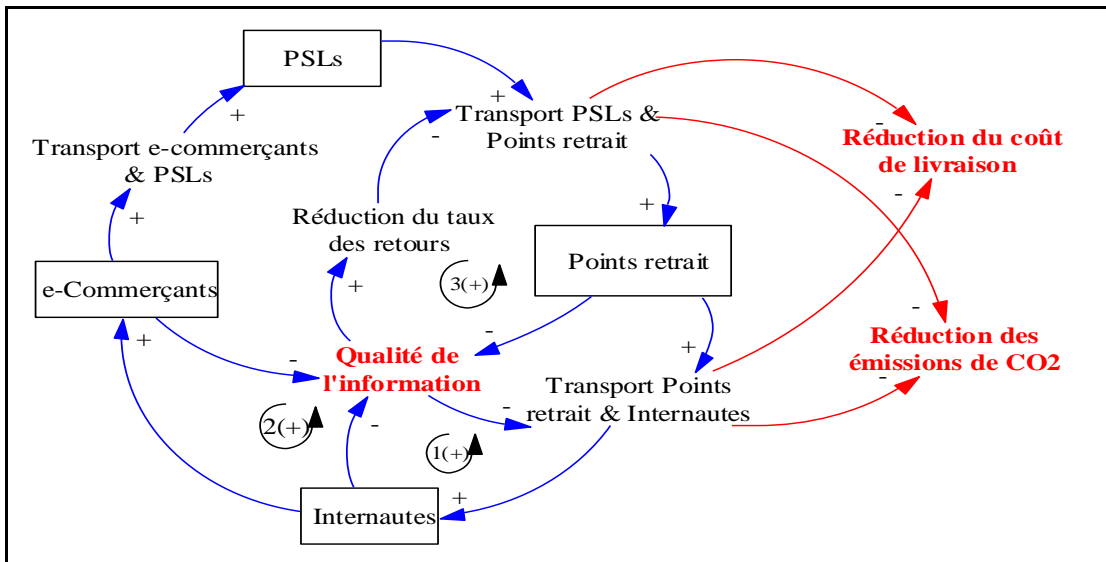 PSLs
+
+
-
Transport PSLs &
Points retrait
-
Réduction du coût
de livraison
-
Transport e-commerçants
& PSLs
+
+
Réduction du taux
des retours
Points retrait
e-Commerçants
3(+)
+
-
+
-
-
+
Qualité de
l'information
Réduction des
émissions de CO2
-
Transport Points
retrait & Internautes
-
2(+)
-
1(+)
+
Internautes